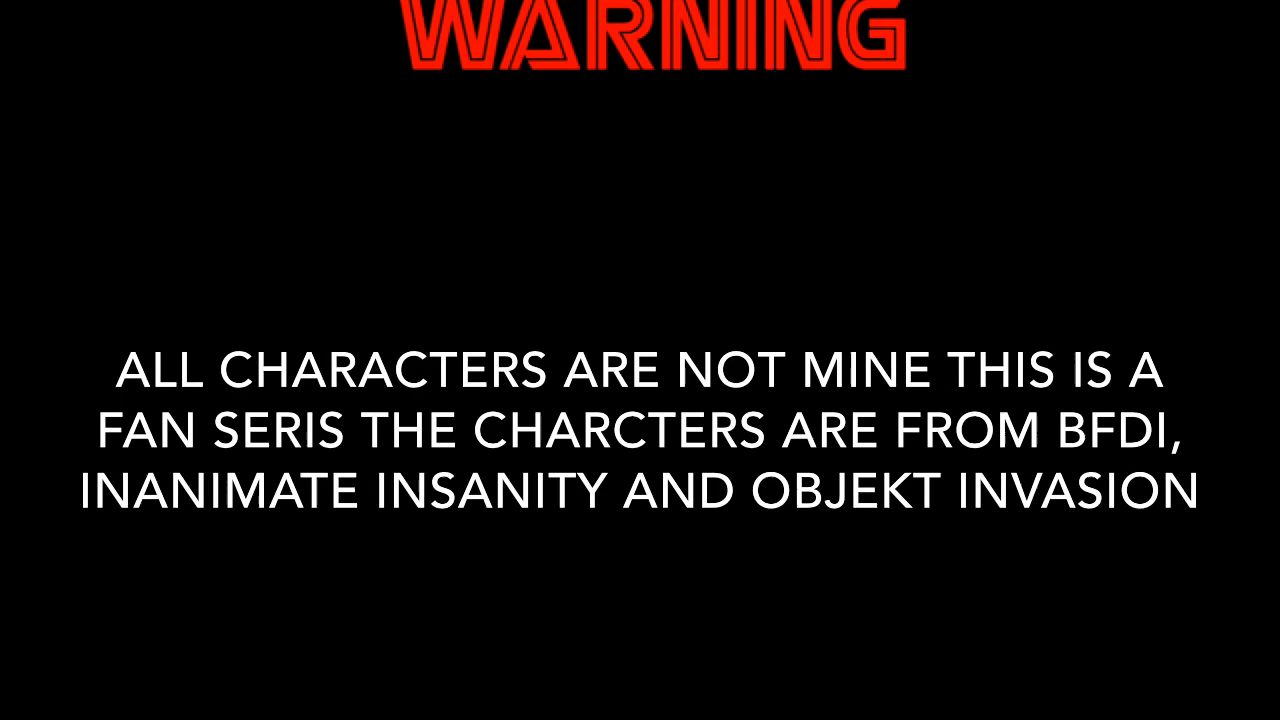 WARNING
ALL CHARACTERS ARE NOT MINE THIS IS A
FAN SERIS THE CHARCTERS ARE FROM BFDI,
INANIMATE INSANITY AND OBJEKT INVASION